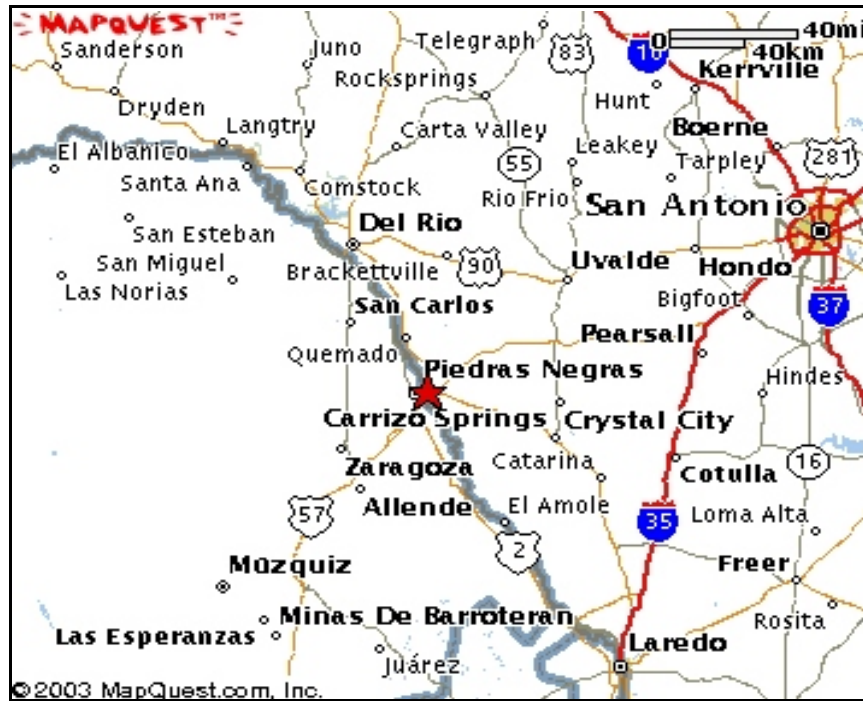 MAPQUEST™
0 40mi
40km
Sanderson
Juno
Telegraph
83
10
Rocksprings
Kerrville
Dryden
Hunt
Langtry
Carta Valley
Boerne
El Albanico
55
Leakey
Tarpley
281
Santa Ana
Comstock
Rio Frio
San Antonio
San Esteban
Del Rio
San Miguel
Brackettville
90
Uvalde
Hondo
Las Norias
San Carlos
Bigfoot
37
Quemado
Pearsall
Piedras Negras
Hindes
Carrizo Springs
Crystal City
Zaragoza
Catarina
Cotulla
16
Allende
El Amole
57
35
Loma Alta
2
Múzquiz
Freer
Minas De Barroteran
Rosita
Las Esperanzas
Laredo
Juárez
©2003 MapQuest.com, Inc.